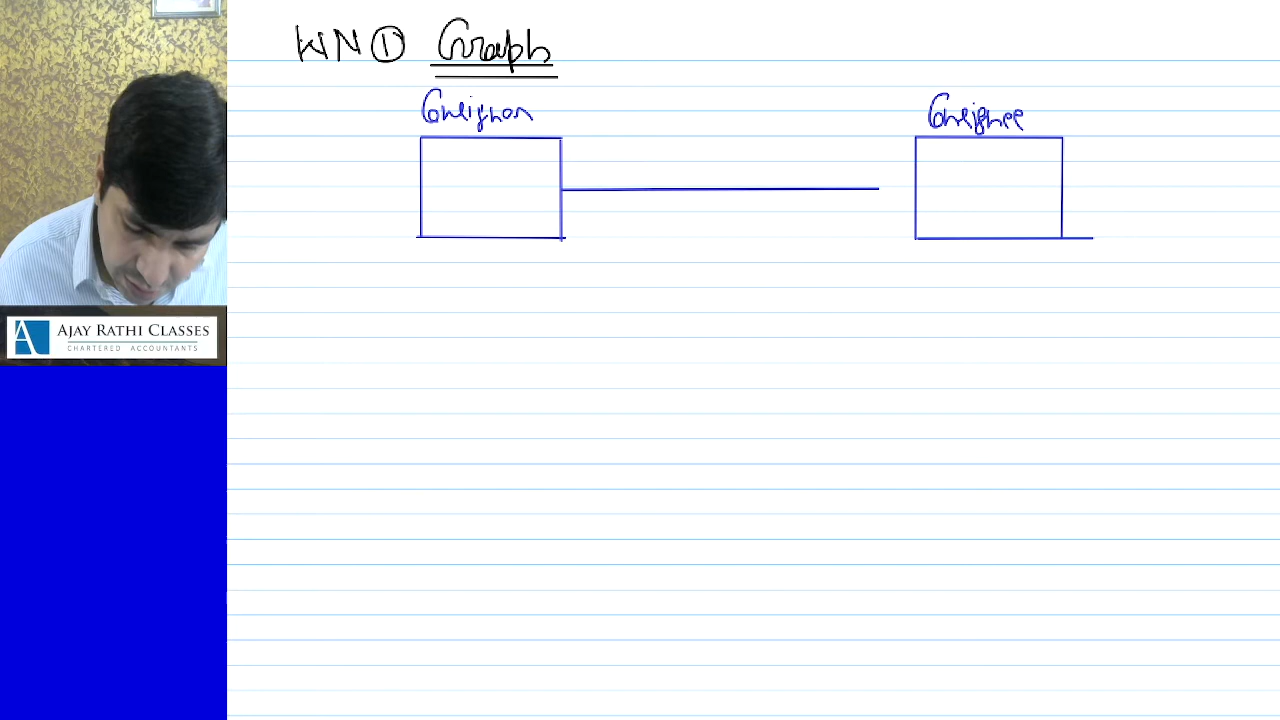 WN ① Graph
Consignor
Consignee
AJAY RATHI CLASSES
CHARTERED ACCOUNTANTS